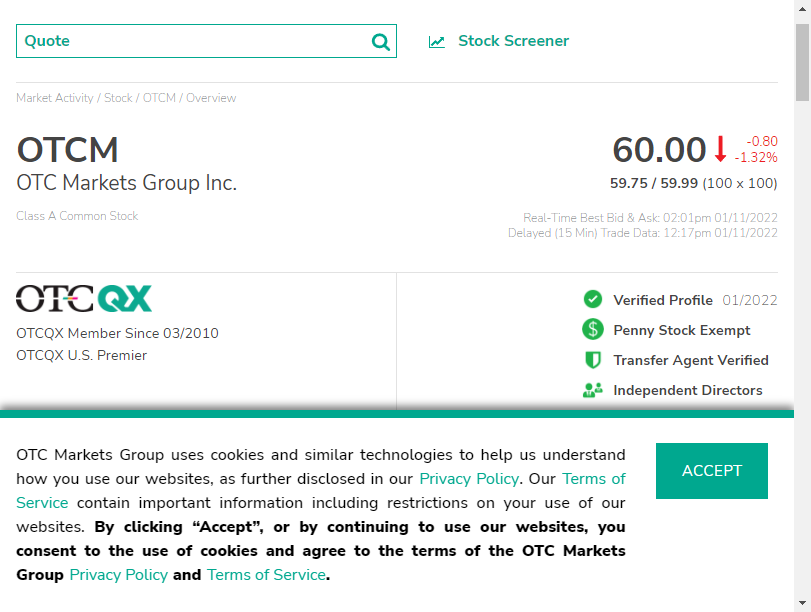 Quote
Stock Screener
Market Activity / Stock / OTCM / Overview
OTCM
60.00
-0.80
-1.32%
OTC Markets Group Inc.
59.75 / 59.99 (100 x 100)
Class A Common Stock
Real-Time Best Bid & Ask: 02:01pm 01/11/2022
Delayed (15 Min) Trade Data: 12:17pm 01/11/2022
OTCQX
OTCQX Member Since 03/2010
OTCQX U.S. Premier
Verified Profile 01/2022
Penny Stock Exempt
Transfer Agent Verified
Independent Directors
OTC Markets Group uses cookies and similar technologies to help us understand
how you use our websites, as further disclosed in our Privacy Policy. Our Terms of
Service contain important information including restrictions on your use of our
websites. By clicking “Accept”, or by continuing to use our websites, you
consent to the use of cookies and agree to the terms of the OTC Markets
Group Privacy Policy and Terms of Service.
ACCEPT